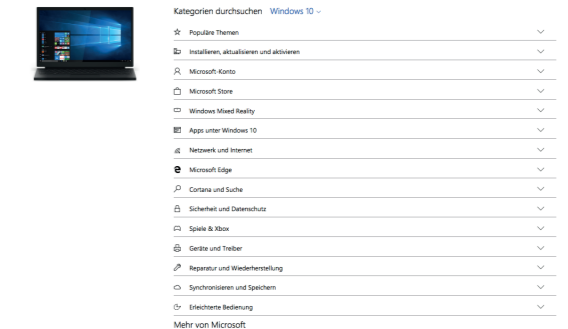 Kategorien durchsuchen Windows 10
Populäre Themen
Installieren, aktualisieren und aktivieren
Microsoft-Konto
Microsoft Store
Windows Mixed Reality
Apps unter Windows 10
Netzwerk und Internet
Microsoft Edge
Cortana und Suche
Sicherheit und Datenschutz
Spiele & Xbox
Geräte und Treiber
Reparatur und Wiederherstellung
Synchronisieren und Speichern
Erleichterte Bedienung
Mehr von Microsoft